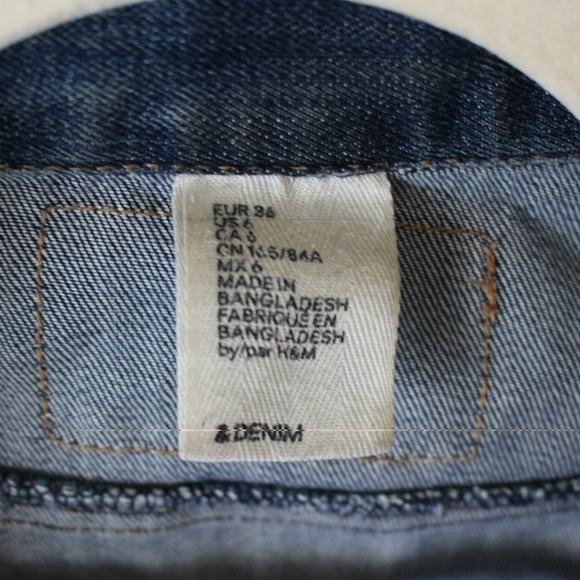 EUR 36
US 6
CA 6
CN 165/84A
MX 6
MADE IN
BANGLADESH
FABRIQUE EN
BANGLADESH
by/par H&M
& DENIM